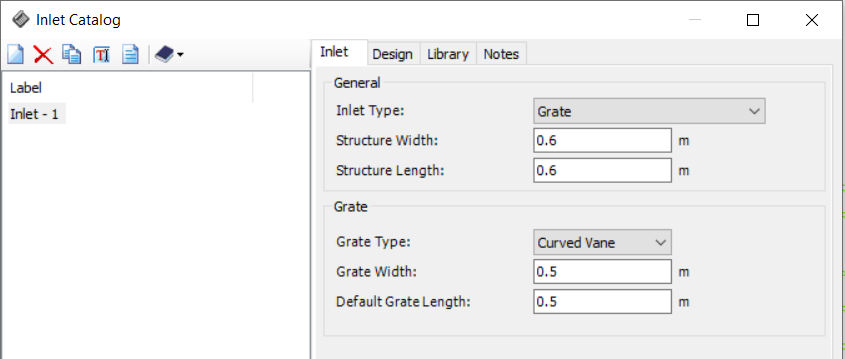 Inlet Catalog
Inlet Design Library Notes
Label
Inlet - 1
General
Inlet Type: Grate
Structure Width: 0.6 m
Structure Length: 0.6 m
Grate
Grate Type: Curved Vane
Grate Width: 0.5 m
Default Grate Length: 0.5 m